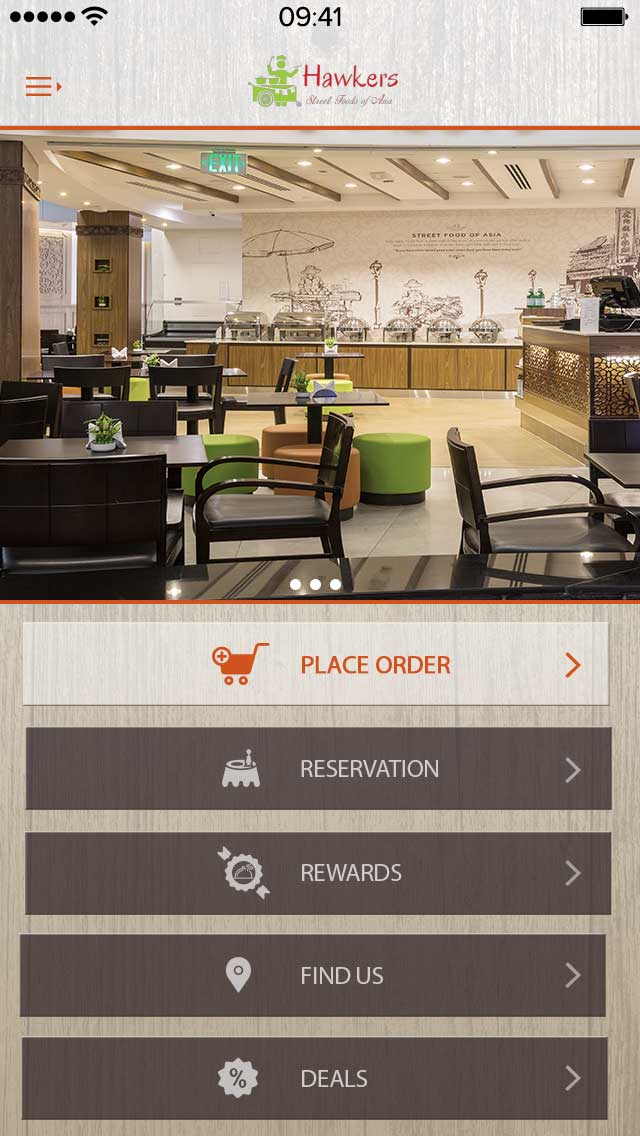 09:41
Hawkers
Street Foods of Asia
EXIT
STREET FOOD OF ASIA
PLACE ORDER
RESERVATION
REWARDS
FIND US
%
DEALS